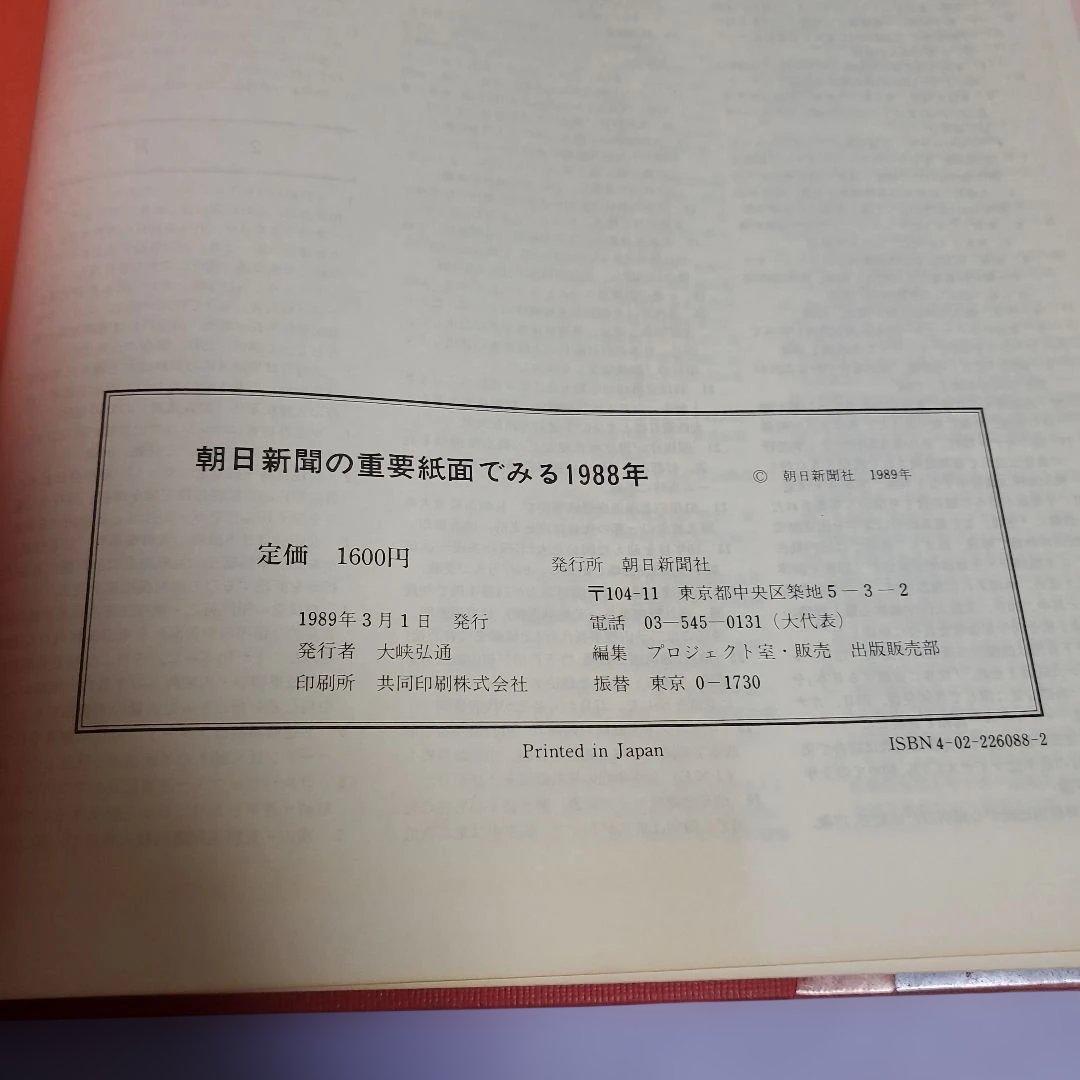 朝日新聞の重要紙面でみる1988年
© 朝日新聞社 1989年
定価 1600円
1989年3月1日 発行
発行者 大峡弘通
印刷所 共同印刷株式会社
発行所 朝日新聞社
〒104-11 東京都中央区築地5-3-2
電話 03-545-0131（大代表）
編集 プロジェクト室・販売 出版販売部
振替 東京 0-1730
Printed in Japan
ISBN4-02-226088-2